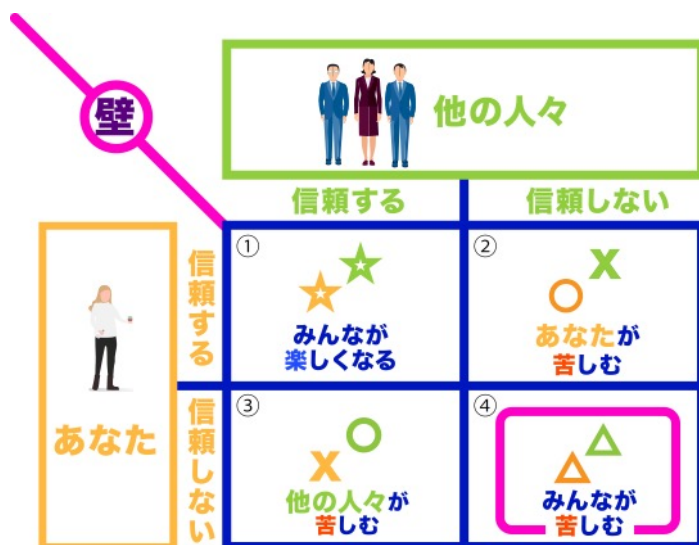 壁
他の人々
信頼する
信頼しない
あなた
信頼する
信頼しない
①
みんなが
楽しくなる
②
X
あなたが
苦しむ
③
X
他の人々が
苦しむ
④
みんなが
苦しむ